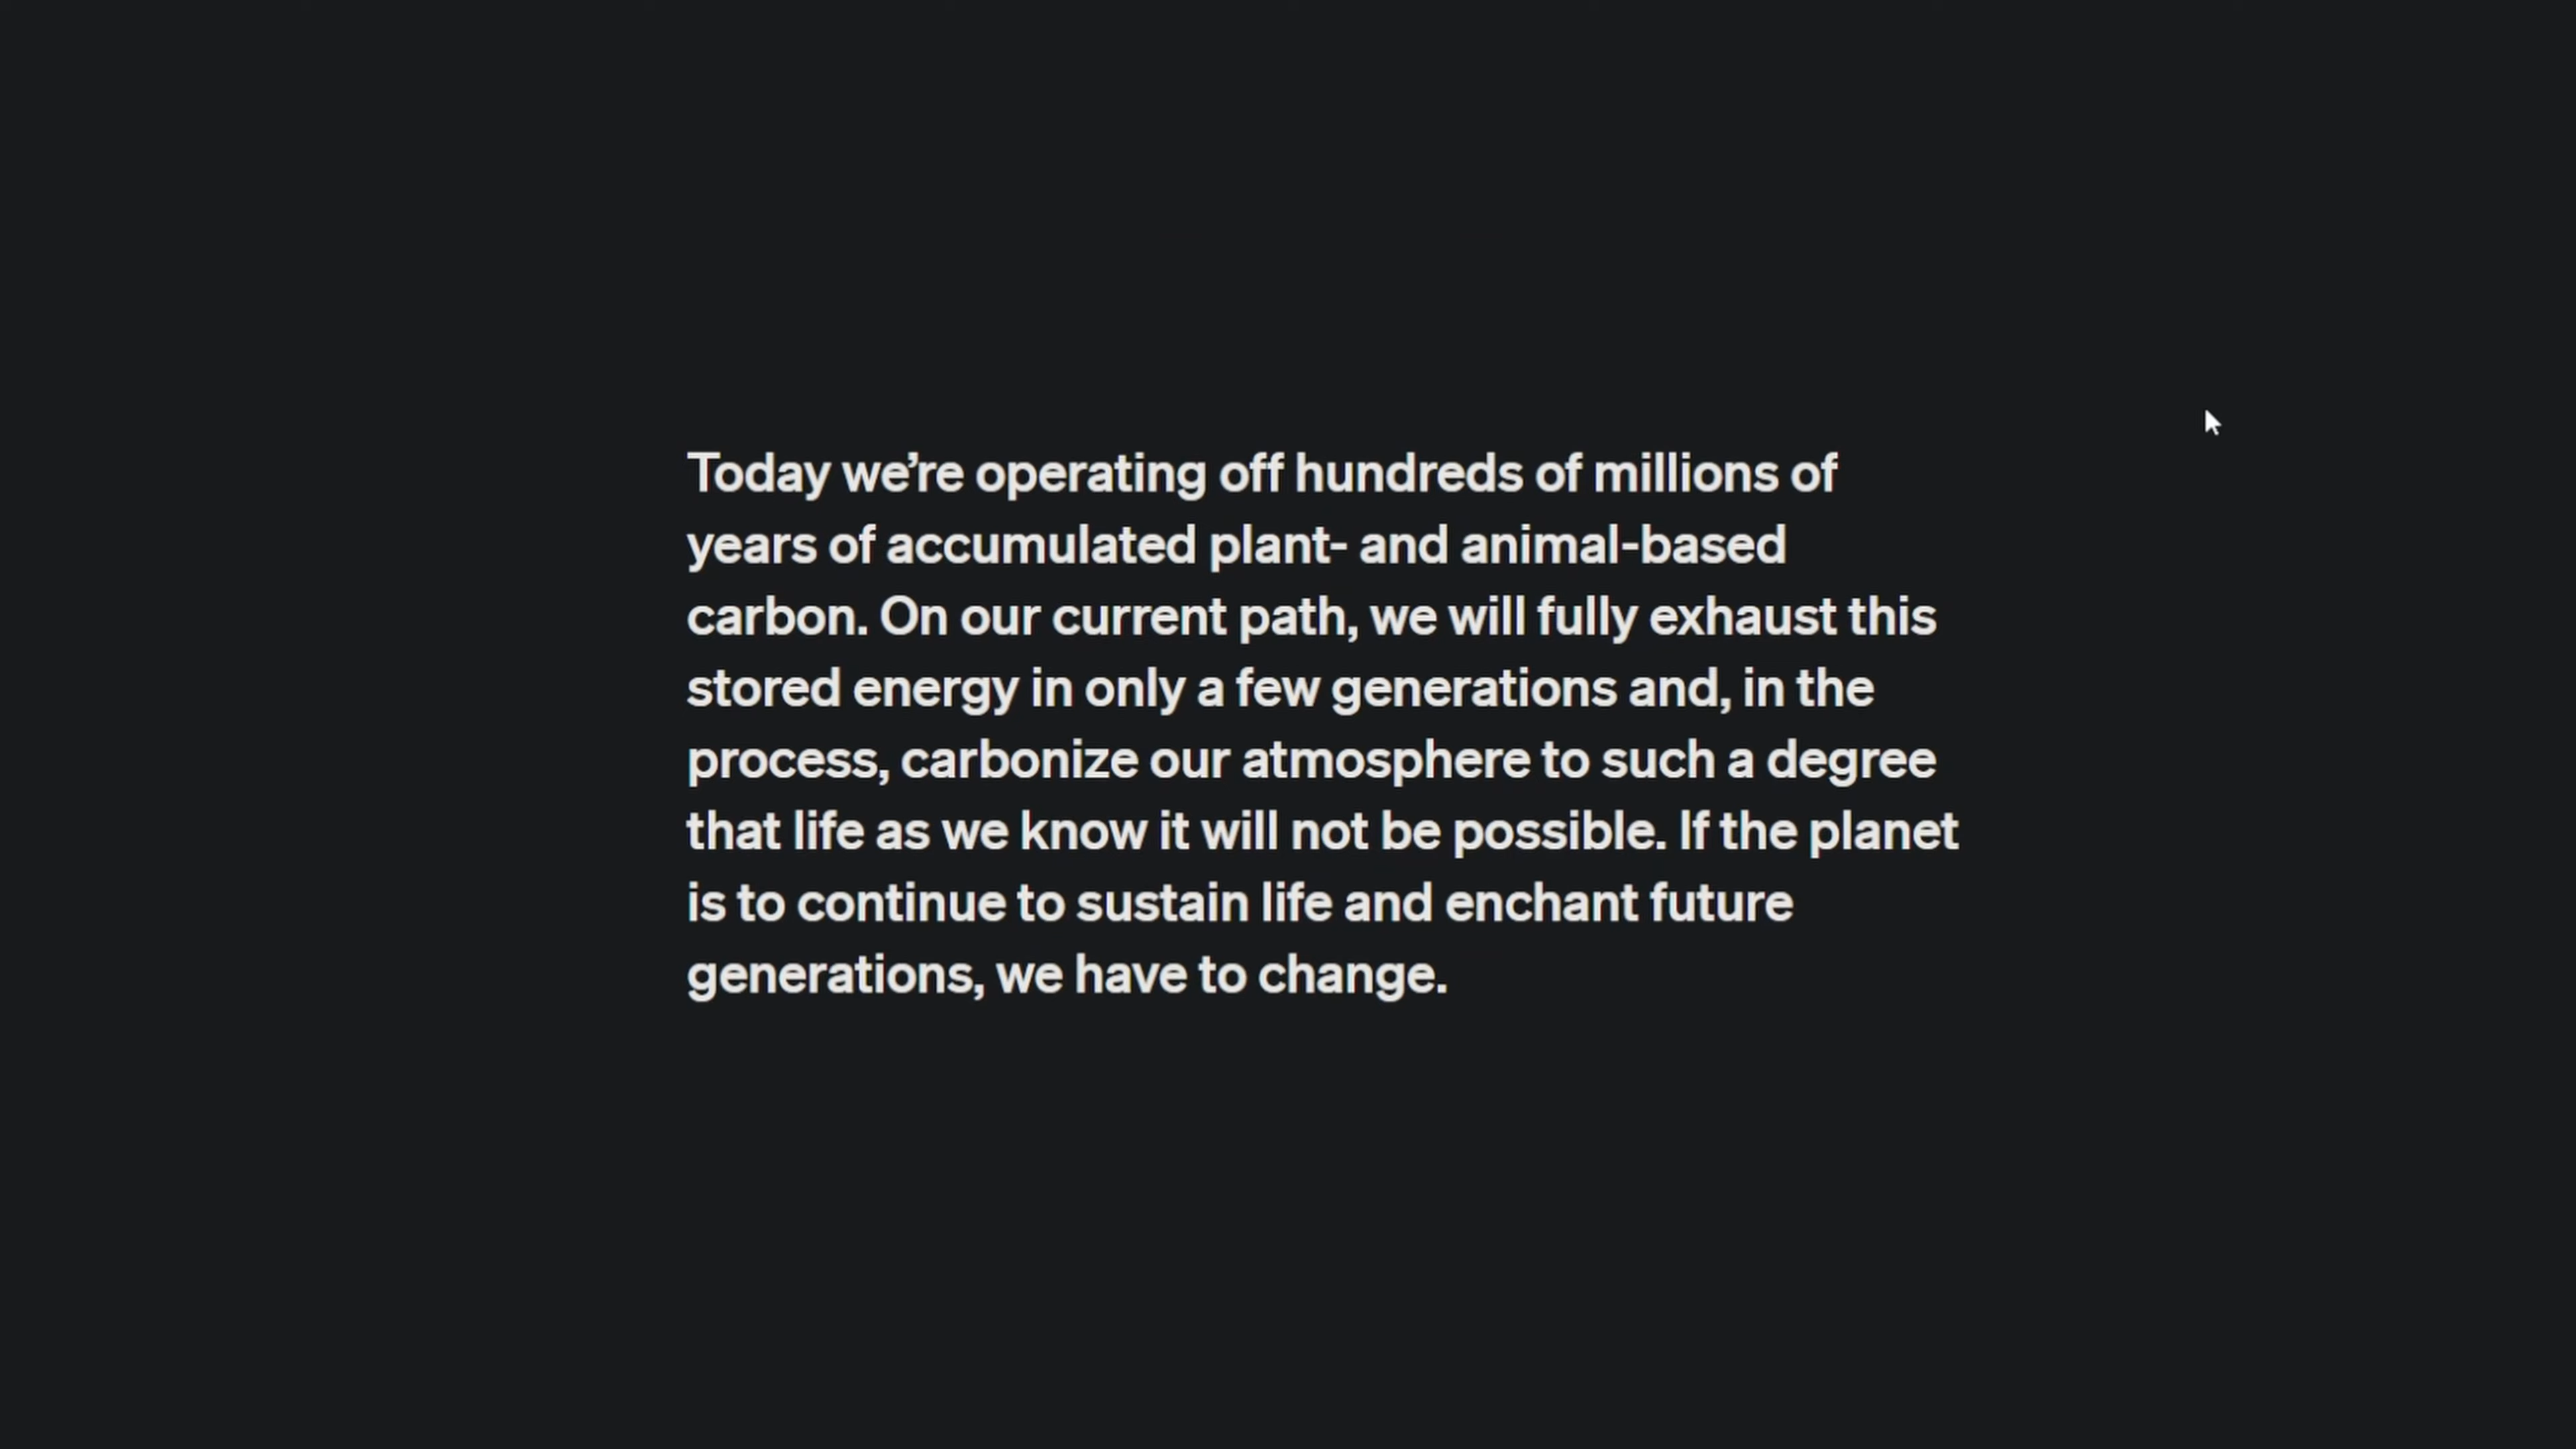 Today we’re operating off hundreds of millions of
years of accumulated plant- and animal-based
carbon. On our current path, we will fully exhaust this
stored energy in only a few generations and, in the
process, carbonize our atmosphere to such a degree
that life as we know it will not be possible. If the planet
is to continue to sustain life and enchant future
generations, we have to change.